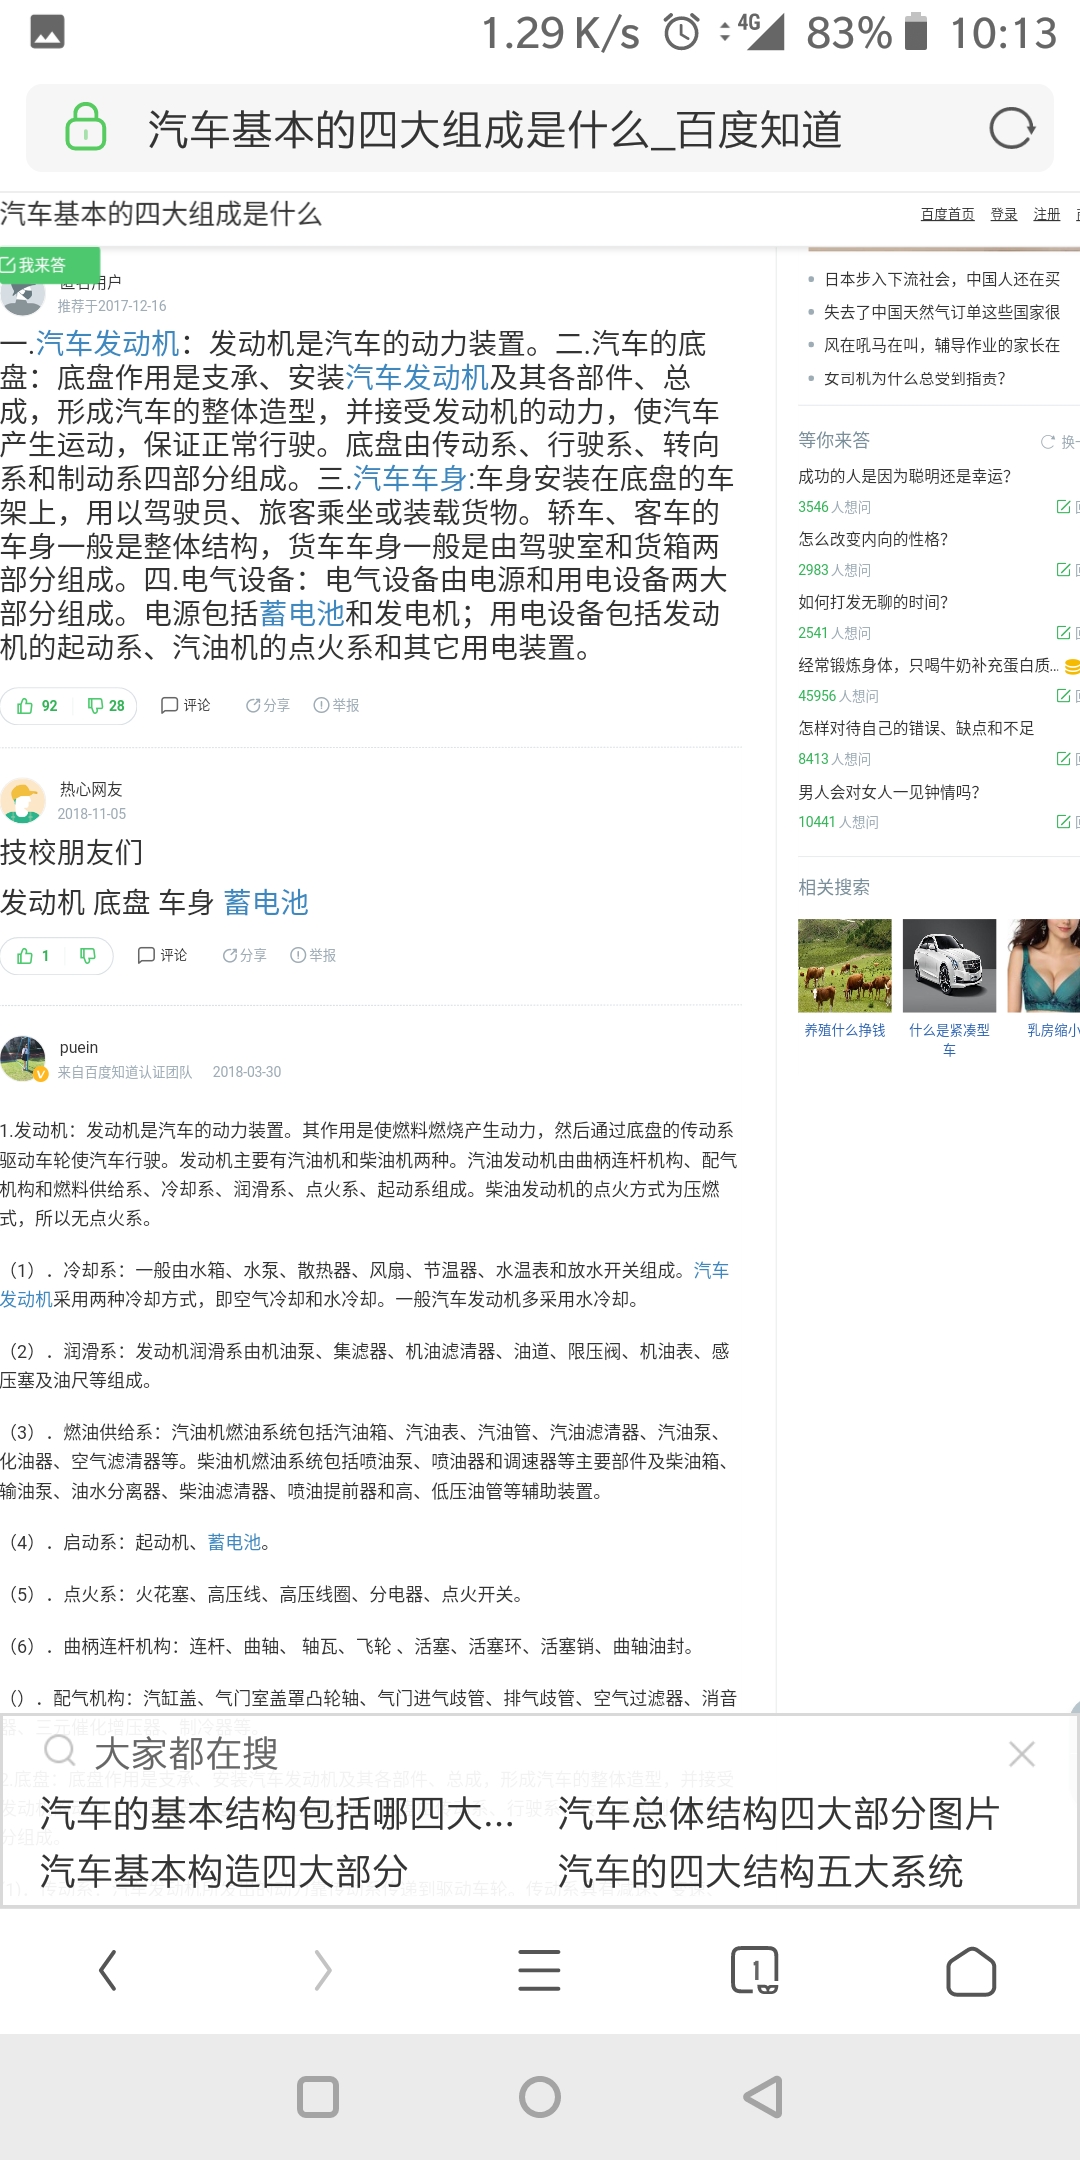 1.29 K/s 4G 83% 10:13
汽车基本的四大组成是什么_百度知道
汽车基本的四大组成是什么
百度首页 登录 注册
我来答
匿名用户
推荐于2017-12-16
一.汽车发动机：发动机是汽车的动力装置。二.汽车的底
盘：底盘作用是支承、安装汽车发动机及其各部件、总
成，形成汽车的整体造型，并接受发动机的动力，使汽车
产生运动，保证正常行驶。底盘由传动系、行驶系、转向
系和制动系四部分组成。三.汽车车身:车身安装在底盘的车
架上，用以驾驶员、旅客乘坐或装载货物。轿车、客车的
车身一般是整体结构，货车车身一般是由驾驶室和货箱两
部分组成。四.电气设备：电气设备由电源和用电设备两大
部分组成。电源包括蓄电池和发电机；用电设备包括发动
机的起动系、汽油机的点火系和其它用电装置。
92 28 评论 分享 举报
热心网友
2018-11-05
技校朋友们
发动机 底盘 车身 蓄电池
1 评论 分享 举报
puein
来自百度知道认证团队 2018-03-30
1.发动机：发动机是汽车的动力装置。其作用是使燃料燃烧产生动力，然后通过底盘的传动系
驱动车轮使汽车行驶。发动机主要有汽油机和柴油机两种。汽油发动机由曲柄连杆机构、配气
机构和燃料供给系、冷却系、润滑系、点火系、起动系组成。柴油发动机的点火方式为压燃
式，所以无点火系。
（1）．冷却系：一般由水箱、水泵、散热器、风扇、节温器、水温表和放水开关组成。汽车
发动机采用两种冷却方式，即空气冷却和水冷却。一般汽车发动机多采用水冷却。
（2）．润滑系：发动机润滑系由机油泵、集滤器、机油滤清器、油道、限压阀、机油表、感
压塞及油尺等组成。
（3）．燃油供给系：汽油机燃油系统包括汽油箱、汽油表、汽油管、汽油滤清器、汽油泵、
化油器、空气滤清器等。柴油机燃油系统包括喷油泵、喷油器和调速器等主要部件及柴油箱、
输油泵、油水分离器、柴油滤清器、喷油提前器和高、低压油管等辅助装置。
（4）．启动系：起动机、蓄电池。
（5）．点火系：火花塞、高压线、高压线圈、分电器、点火开关。
（6）．曲柄连杆机构：连杆、曲轴、 轴瓦、飞轮 、活塞、活塞环、活塞销、曲轴油封。
（）．配气机构：汽缸盖、气门室盖罩凸轮轴、气门进气歧管、排气歧管、空气过滤器、消音
器、三元催化增压器、制冷器等。
2.底盘：底盘作用是支承、安装汽车发动机及其各部件、总成，形成汽车的整体造型，并接受
日本步入下流社会，中国人还在买
失去了中国天然气订单这些国家很
风在吼马在叫，辅导作业的家长在
女司机为什么总受到指责？
等你来答 换一
成功的人是因为聪明还是幸运？
3546 人想问
怎么改变内向的性格？
2983 人想问
如何打发无聊的时间？
2541 人想问
经常锻炼身体，只喝牛奶补充蛋白质...
45956 人想问
怎样对待自己的错误、缺点和不足
8413 人想问
男人会对女人一见钟情吗？
10441 人想问
相关搜索
养殖什么挣钱
什么是紧凑型
车
乳房缩小
大家都在搜
汽车的基本结构包括哪四大...
汽车总体结构四大部分图片
汽车基本构造四大部分
汽车的四大结构五大系统
1